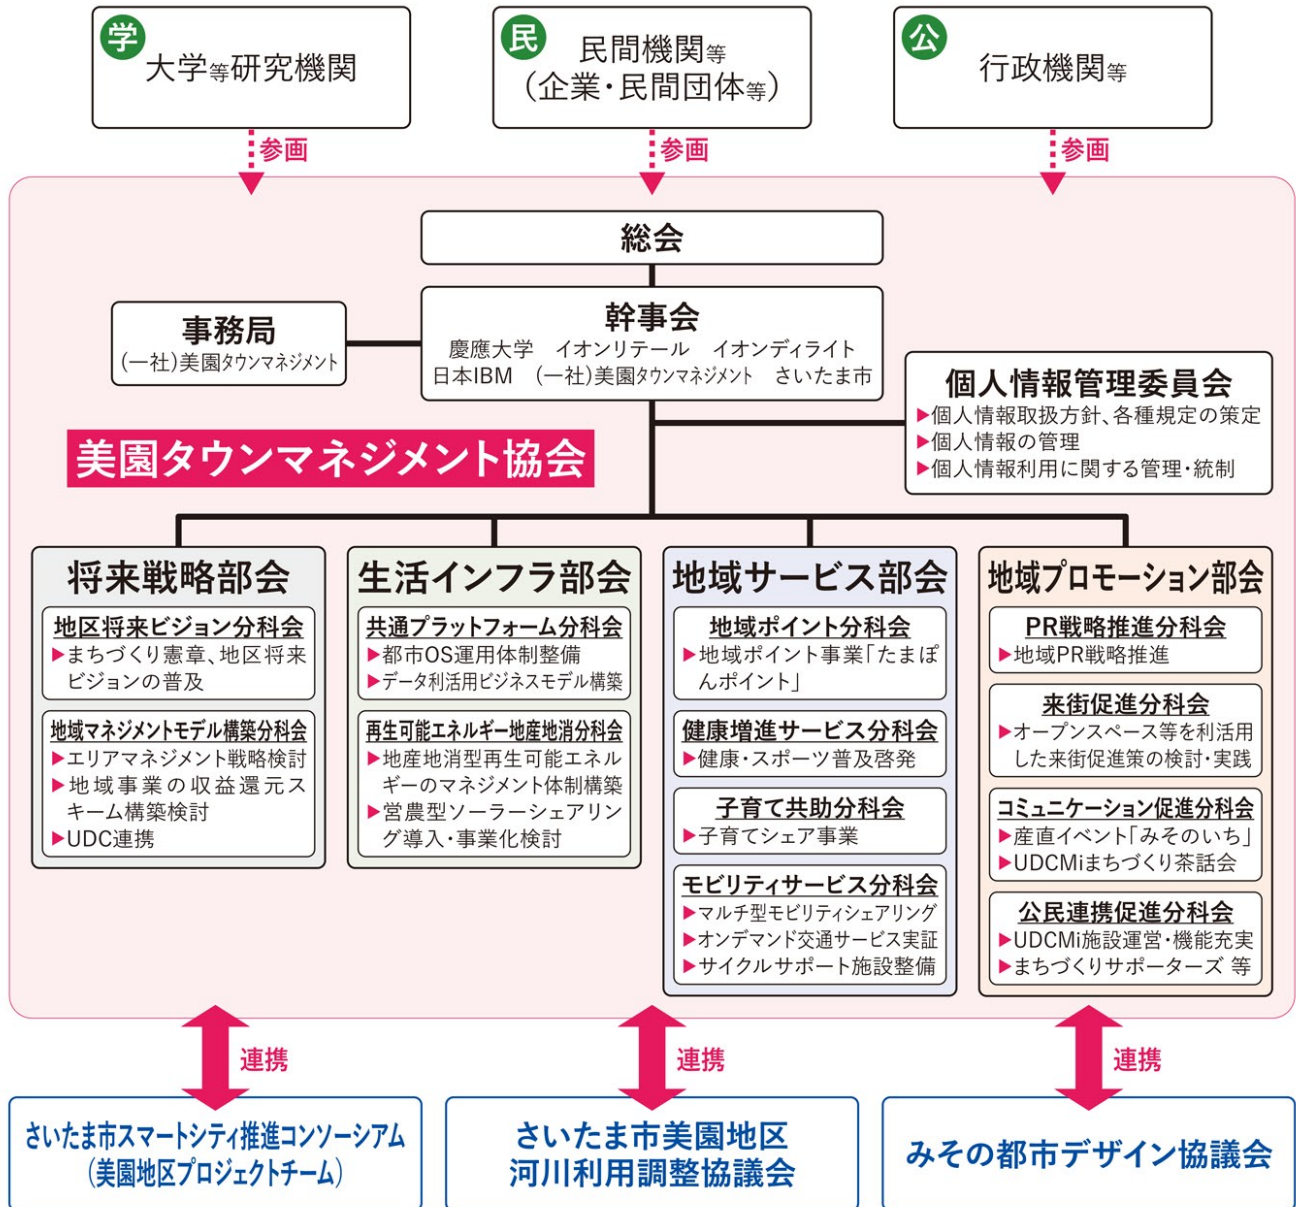 学
大学等研究機関
民
民間機関等
(企業・民間団体等)
公
行政機関等
参画
参画
参画
総会
事務局
(一社)美園タウンマネジメント
幹事会
慶應大学 イオンリテール イオンディライト
日本IBM (一社)美園タウンマネジメント さいたま市
個人情報管理委員会
▶個人情報取扱方針、各種規定の策定
▶個人情報の管理
▶個人情報利用に関する管理・統制
美園タウンマネジメント協会
将来戦略部会
地区将来ビジョン分科会
▶まちづくり憲章、地区将来
ビジョンの普及
地域マネジメントモデル構築分科会
▶エリアマネジメント戦略検討
▶地域事業の収益還元ス
キーム構築検討
▶UDC連携
生活インフラ部会
共通プラットフォーム分科会
▶都市OS運用体制整備
▶データ利活用ビジネスモデル構築
再生可能エネルギー地産地消分科会
▶地産地消型再生可能エネル
ギーのマネジメント体制構築
▶営農型ソーラーシェアリン
グ導入・事業化検討
地域サービス部会
地域ポイント分科会
▶地域ポイント事業「たまぽ
んポイント」
健康増進サービス分科会
▶健康・スポーツ普及啓発
子育て共助分科会
▶子育てシェア事業
モビリティサービス分科会
▶マルチ型モビリティシェアリング
▶オンデマンド交通サービス実証
▶サイクルサポート施設整備
地域プロモーション部会
PR戦略推進分科会
▶地域PR戦略推進
来街促進分科会
▶オープンスペース等を利活用
した来街促進策の検討・実践
コミュニケーション促進分科会
▶産直イベント「みそのいち」
▶UDCMiまちづくり茶話会
公民連携促進分科会
▶UDCMi施設運営・機能充実
▶まちづくりサポーターズ 等
連携
連携
連携
さいたま市スマートシティ推進コンソーシアム
(美園地区プロジェクトチーム)
さいたま市美園地区
河川利用調整協議会
みその都市デザイン協議会